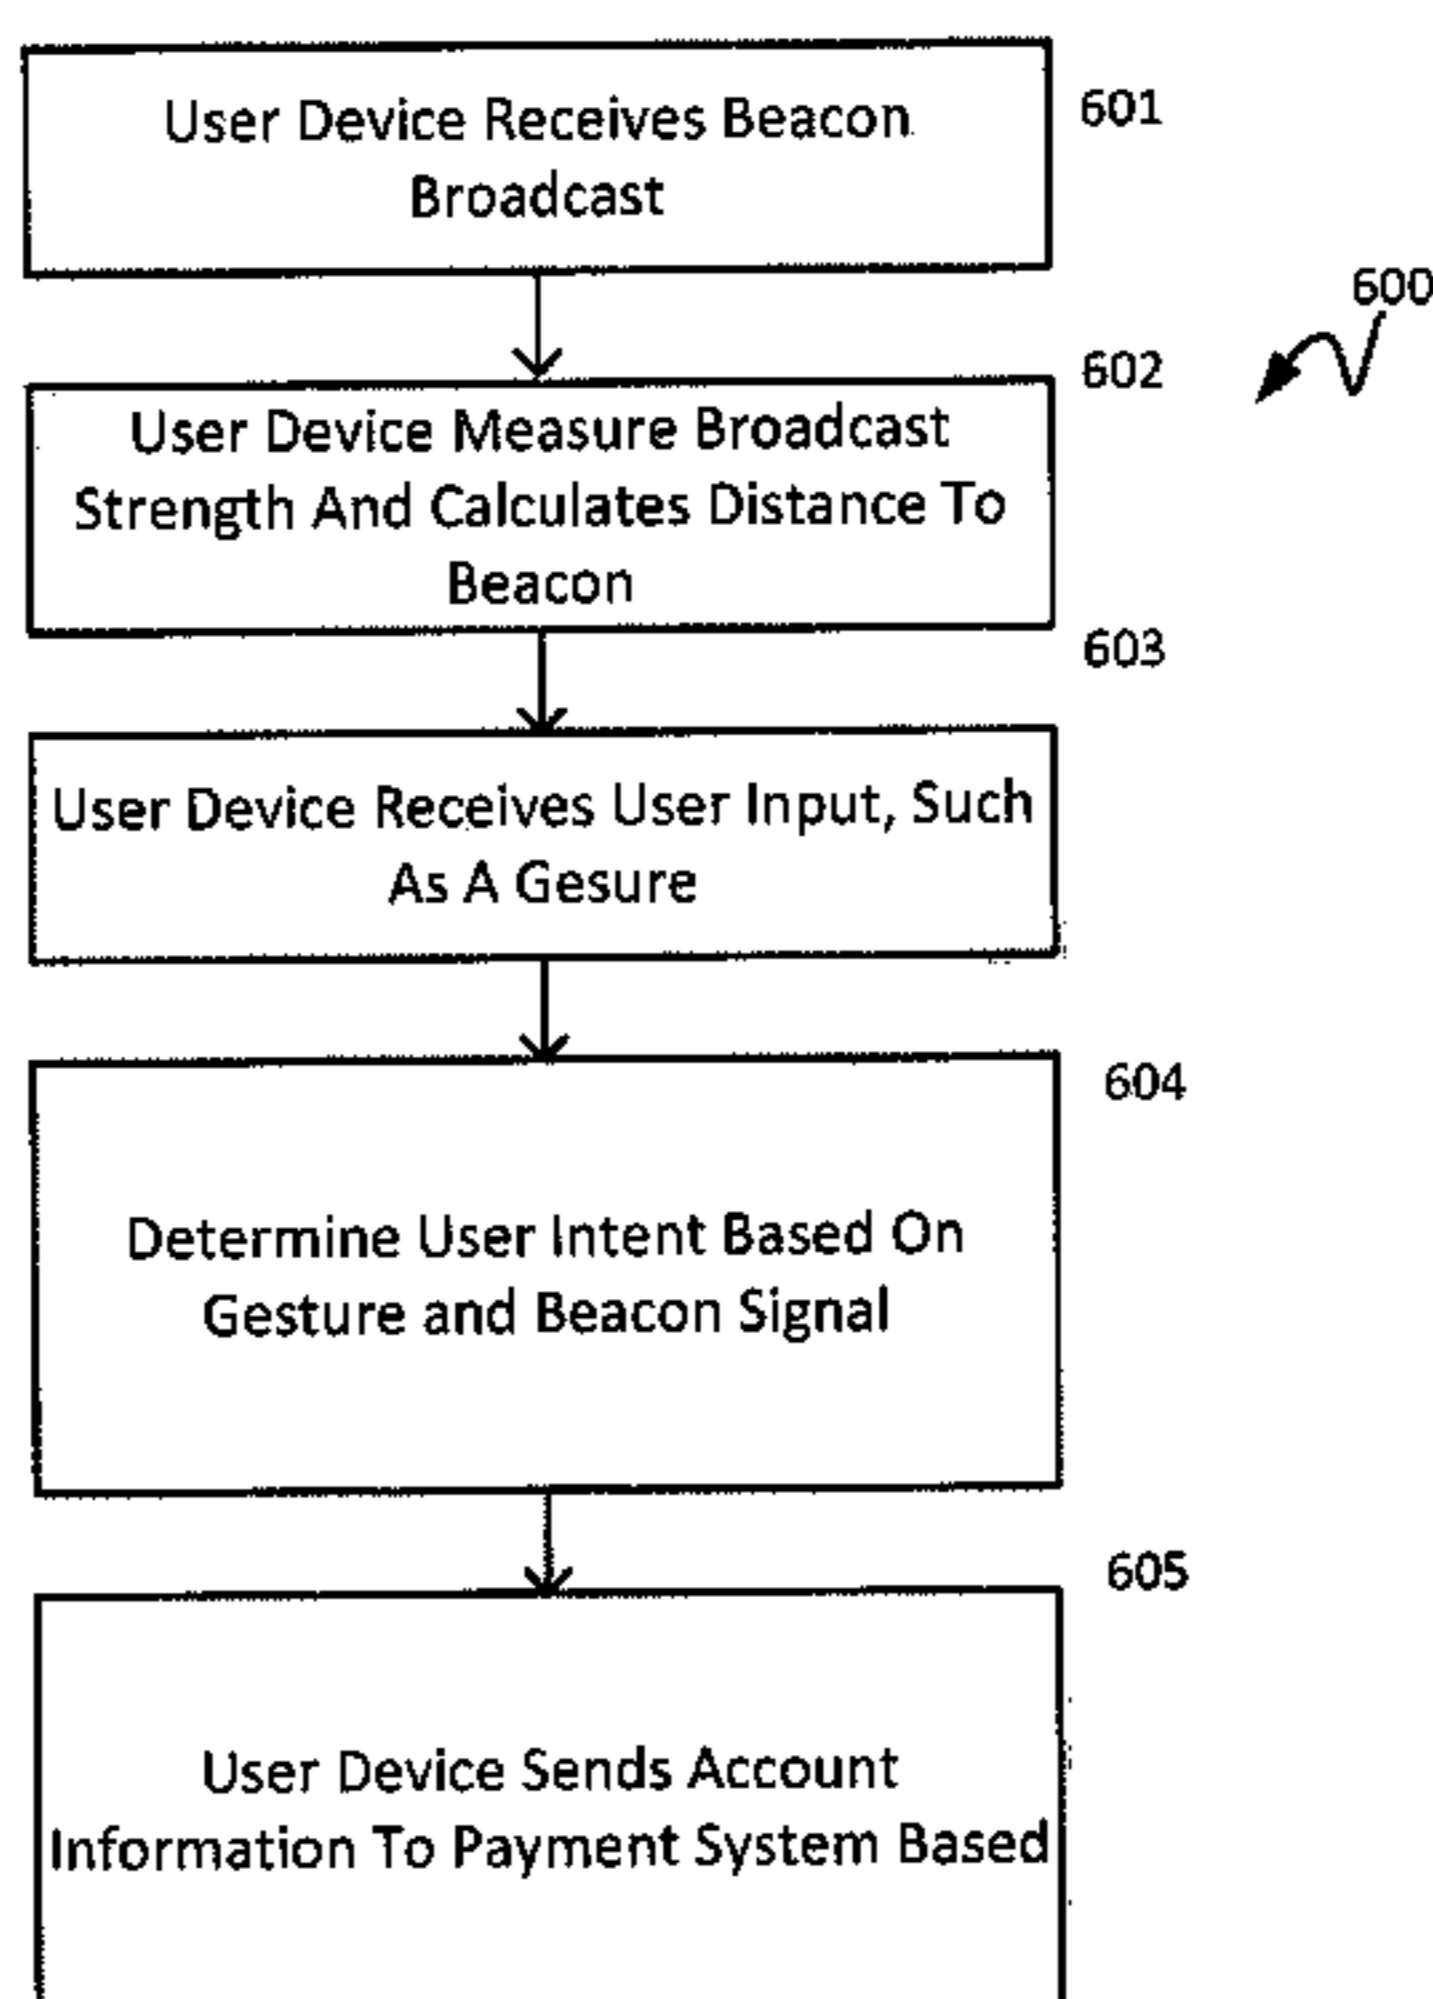 User Device Receives Beacon
Broadcast
601
600
602
User Device Measure Broadcast
Strength And Calculates Distance To
Beacon
603
User Device Receives User Input, Such
As A Gesure
604
Determine User Intent Based On
Gesture and Beacon Signal
605
User Device Sends Account
Information To Payment System Based